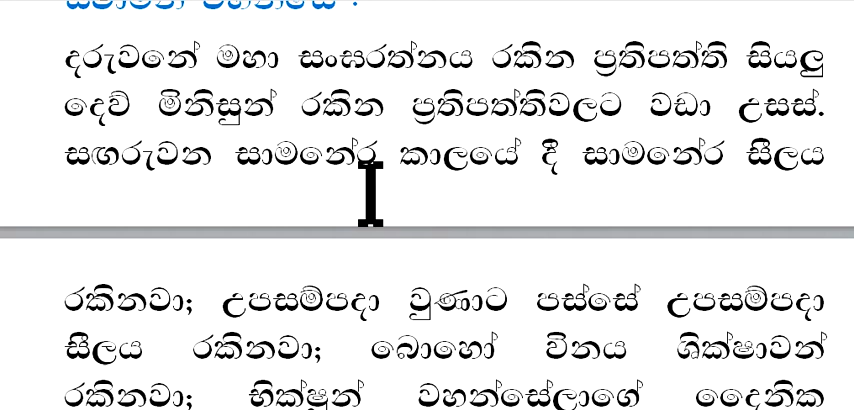 දරුවනේ මහා සංඝරත්නය රකින ප්‍රතිපත්ති සියලු
දෙව් මිනිසුන් රකින ප්‍රතිපත්තිවලට වඩා උසස්.
සඟරුවන සාමනේර කාලයේ දී සාමනේර සීලය
රකිනවා; උපසම්පදා වුණාට පස්සේ උපසම්පදා
සීලය රකිනවා; බොහෝ විනය ශික්ෂාවන්
රකිනවා; භික්ෂූන් වහන්සේලාගේ දෛනික